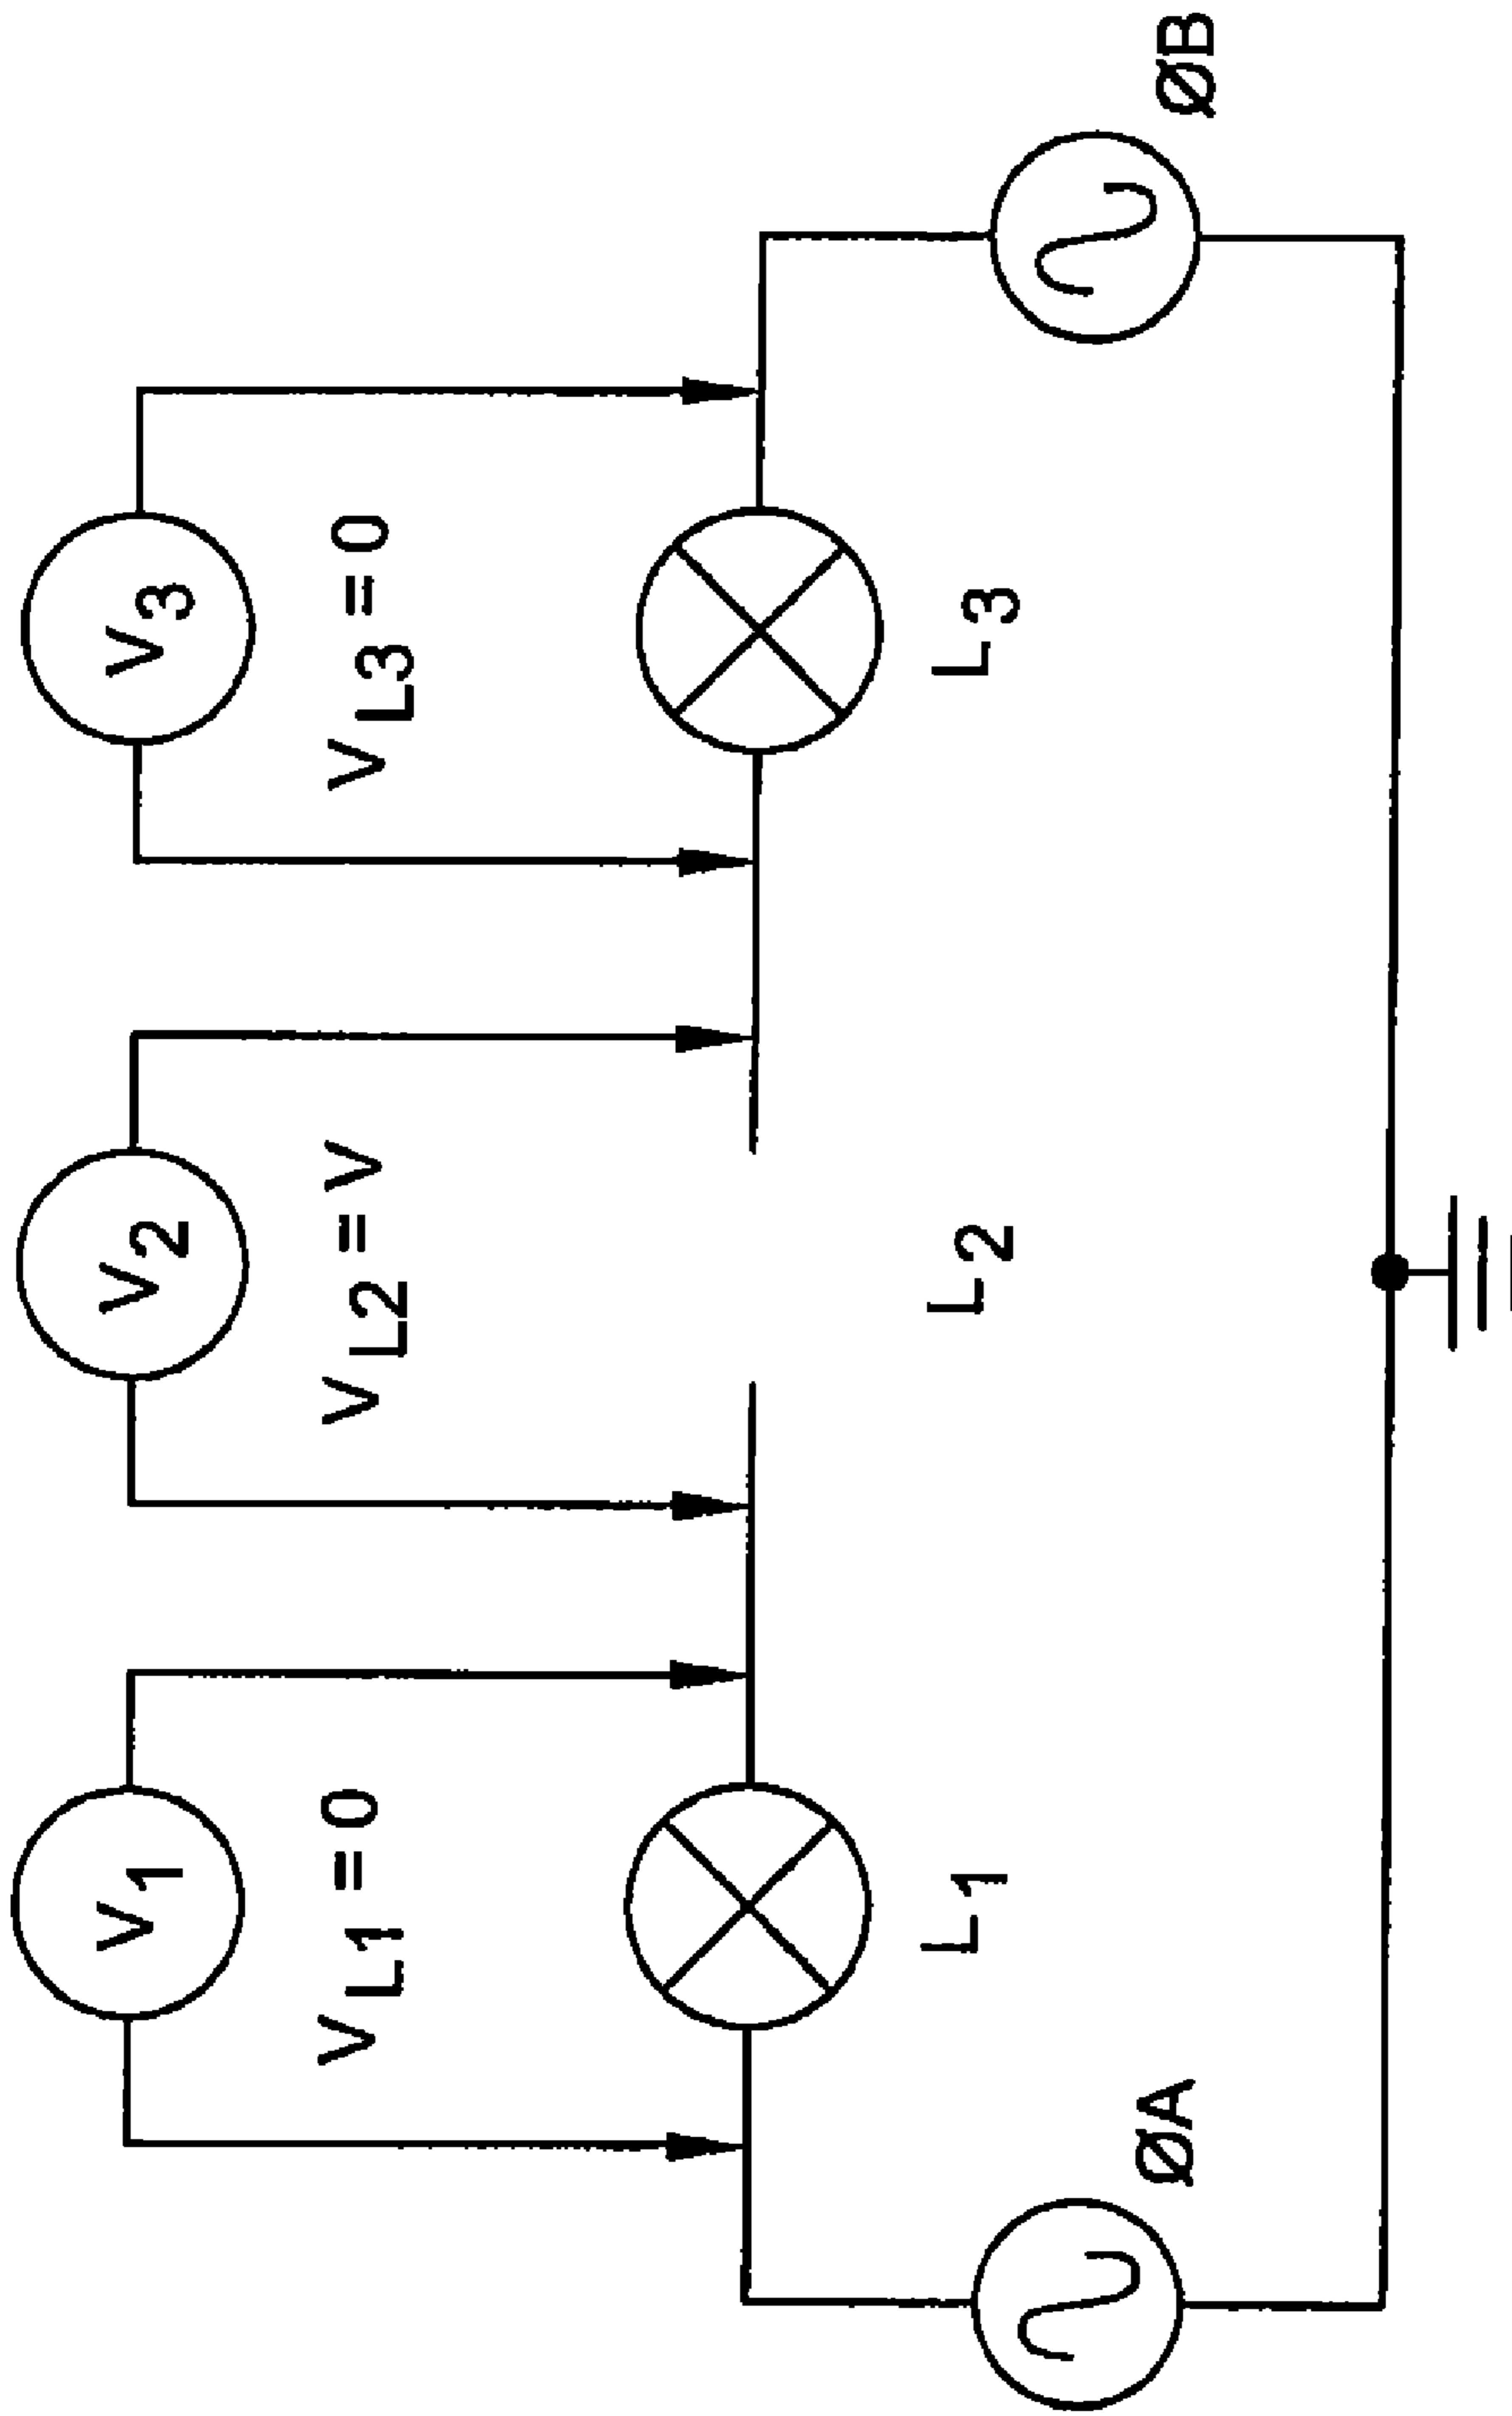 V1
V2
V3
VL1 = 0
VL2 = V
VL3 = 0
L1
L2
L3
ØA
ØB